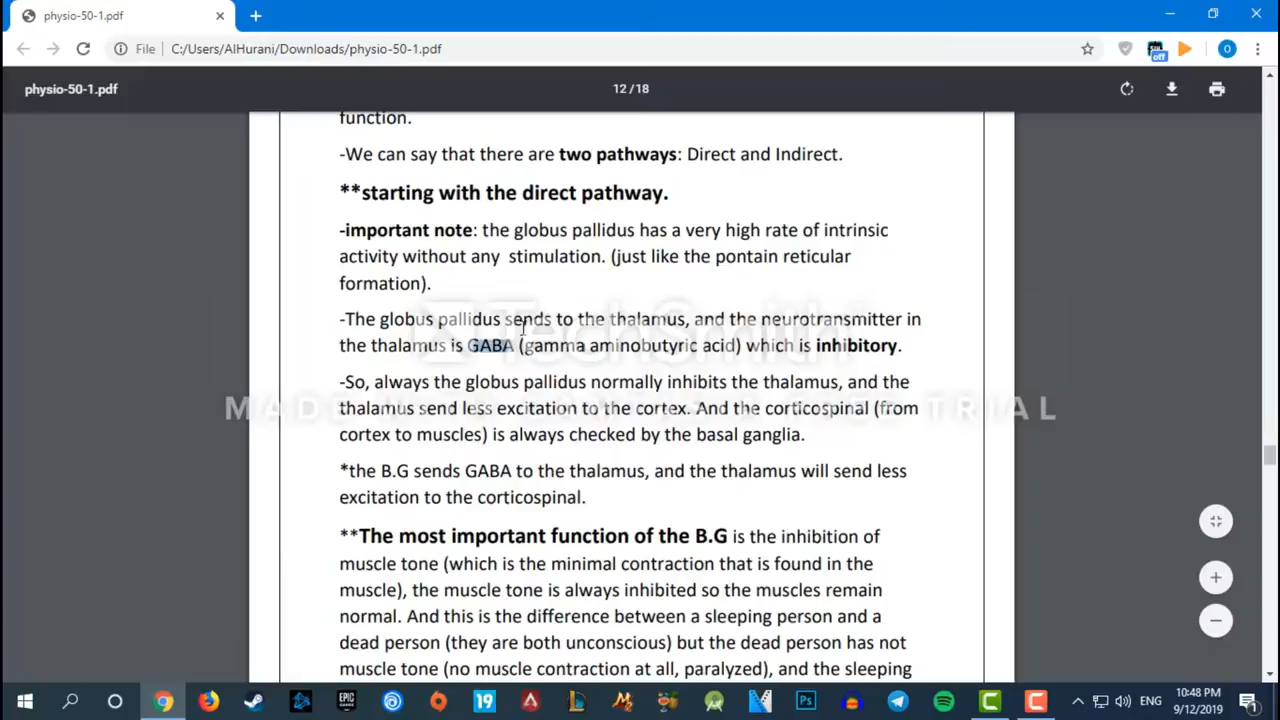 physio-50-1.pdf
File C:/Users/AlHurani/Downloads/physio-50-1.pdf
off
O
physio-50-1.pdf
12 / 18
function.
-We can say that there are two pathways: Direct and Indirect.
**starting with the direct pathway.
-important note: the globus pallidus has a very high rate of intrinsic
activity without any stimulation. (just like the pontain reticular
formation).
-The globus pallidus sends to the thalamus, and the neurotransmitter in
the thalamus is GABA (gamma aminobutyric acid) which is inhibitory.
TechSmith
-So, always the globus pallidus normally inhibits the thalamus, and the
thalamus send less excitation to the cortex. And the corticospinal (from
cortex to muscles) is always checked by the basal ganglia.
*the B.G sends GABA to the thalamus, and the thalamus will send less
excitation to the corticospinal.
**The most important function of the B.G is the inhibition of
muscle tone (which is the minimal contraction that is found in the
muscle), the muscle tone is always inhibited so the muscles remain
normal. And this is the difference between a sleeping person and a
dead person (they are both unconscious) but the dead person has not
muscle tone (no muscle contraction at all, paralyzed), and the sleeping
EPIC
GAMES
19
Ps
ENG
10:48 PM
9/12/2019
1